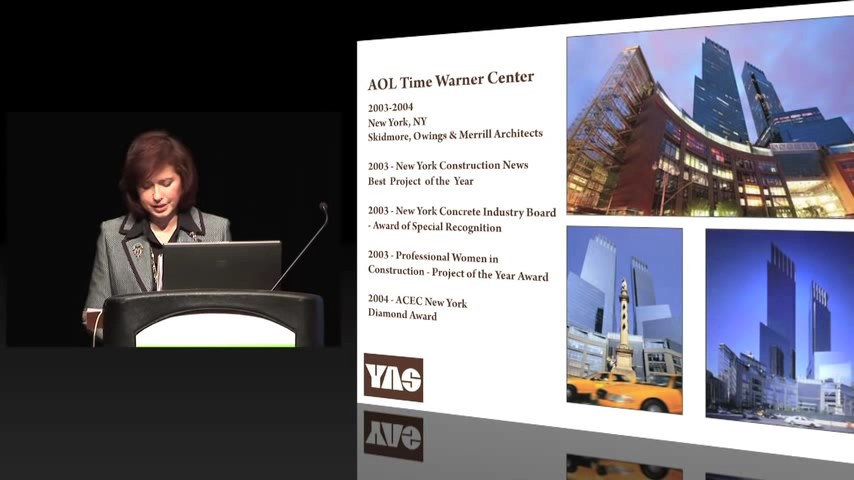 AOL Time Warner Center
2003-2004
New York, NY
Skidmore, Owings & Merrill Architects
2003 - New York Construction News
Best Project of the Year
2003 - New York Concrete Industry Board
- Award of Special Recognition
2003 - Professional Women in
Construction - Project of the Year Award
2004 - ACEC New York
Diamond Award
YAS